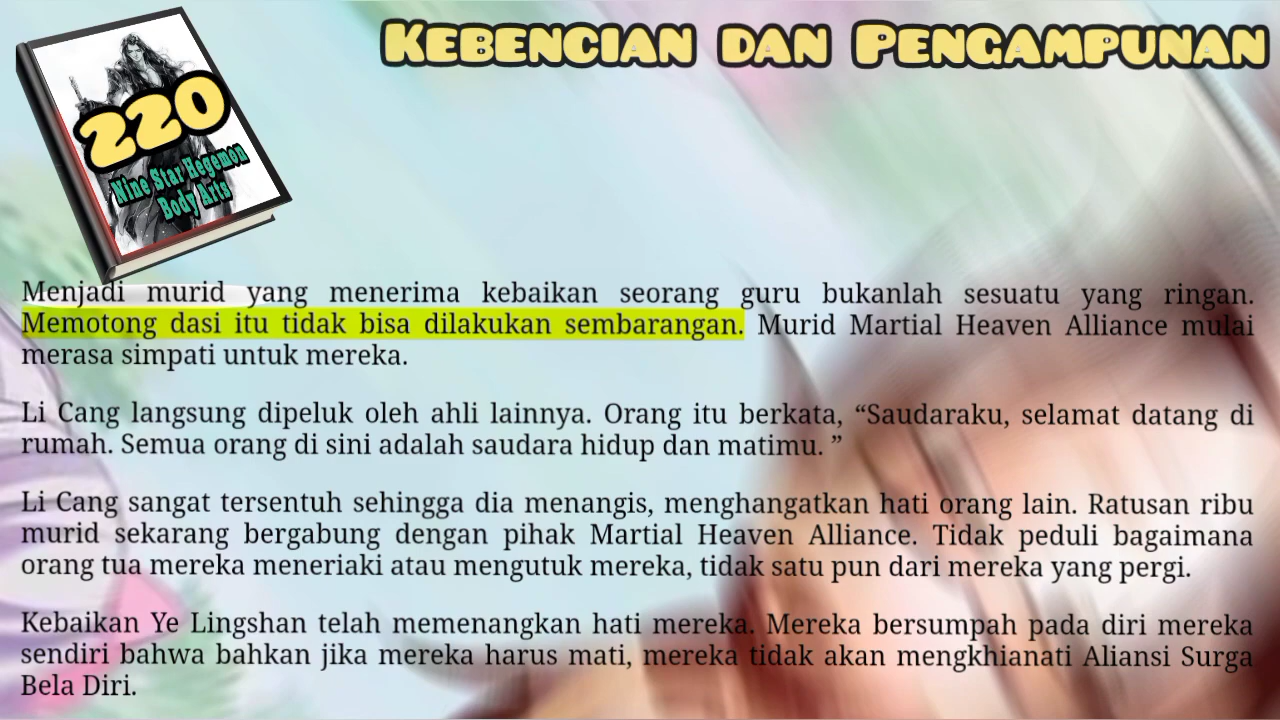 Kebencian dan Pengampunan
220
Nine Star Hegemon
Body Arts
Menjadi murid yang menerima kebaikan seorang guru bukanlah sesuatu yang ringan.
Memotong dasi itu tidak bisa dilakukan sembarangan. Murid Martial Heaven Alliance mulai
merasa simpati untuk mereka.
Li Cang langsung dipeluk oleh ahli lainnya. Orang itu berkata, “Saudaraku, selamat datang di
rumah. Semua orang di sini adalah saudara hidup dan matimu. ”
Li Cang sangat tersentuh sehingga dia menangis, menghangatkan hati orang lain. Ratusan ribu
murid sekarang bergabung dengan pihak Martial Heaven Alliance. Tidak peduli bagaimana
orang tua mereka meneriaki atau mengutuk mereka, tidak satu pun dari mereka yang pergi.
Kebaikan Ye Lingshan telah memenangkan hati mereka. Mereka bersumpah pada diri mereka
sendiri bahwa bahkan jika mereka harus mati, mereka tidak akan mengkhianati Aliansi Surga
Bela Diri.